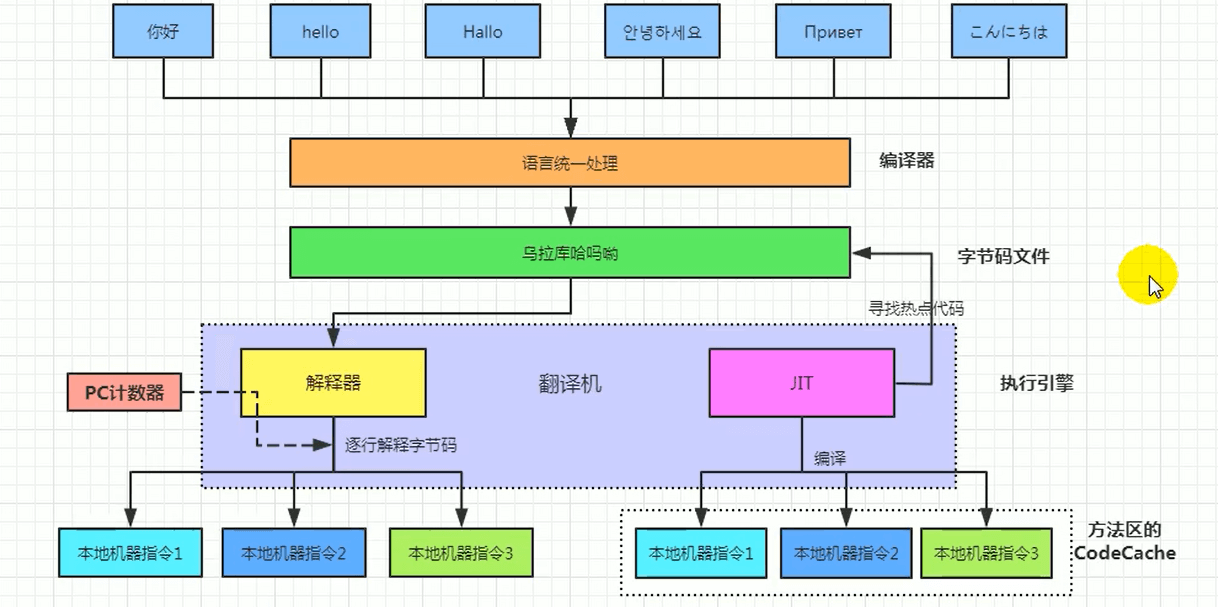 你好
hello
Hallo
안녕하세요
Привет
こんにちは
语言统一处理
编译器
乌拉库哈吗呦
字节码文件
寻找热点代码
解释器
翻译机
JIT
执行引擎
PC计数器
逐行解释字节码
编译
本地机器指令1
本地机器指令2
本地机器指令3
本地机器指令1
本地机器指令2
本地机器指令3
方法区的
CodeCache